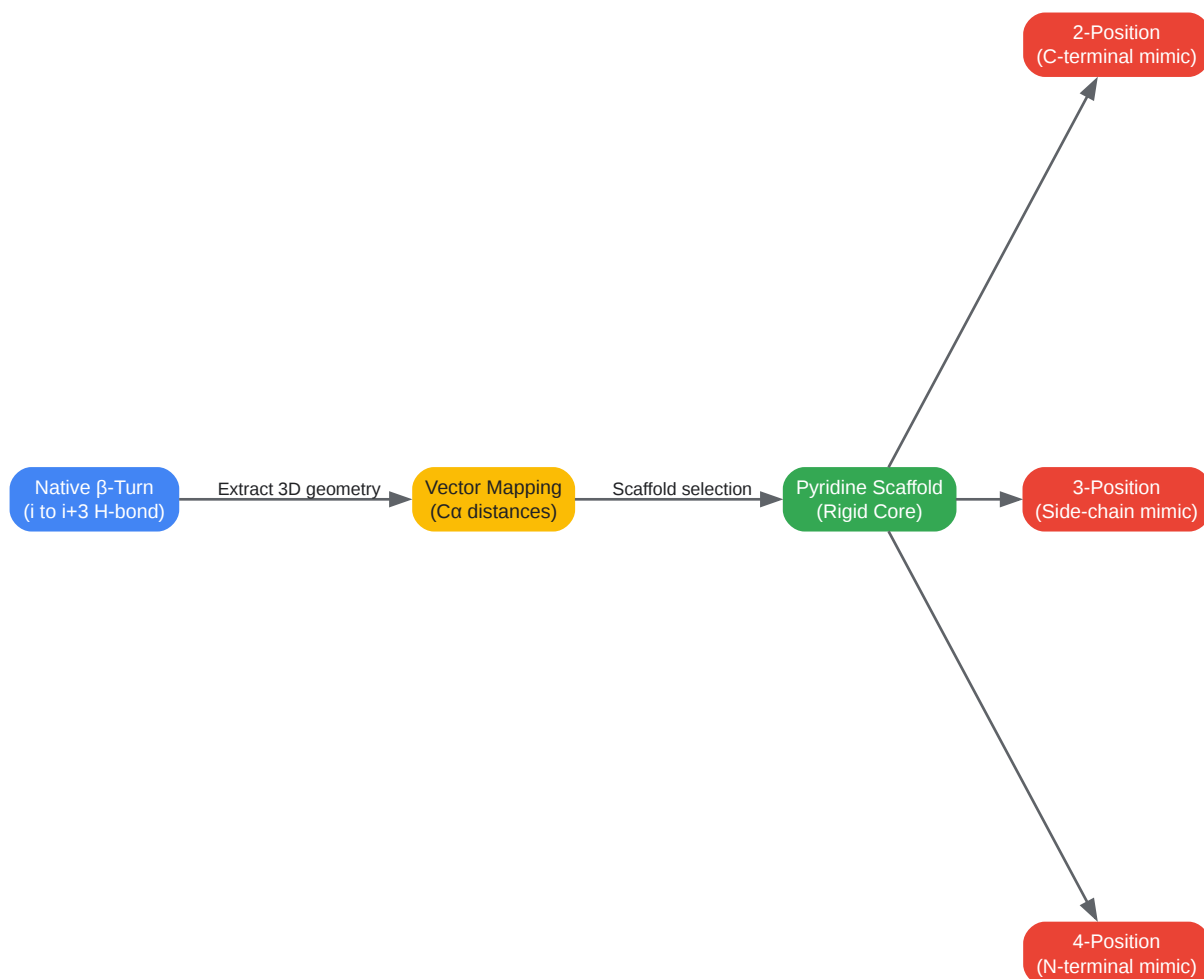 2-Position
(C-terminal mimic)
Native β-Turn
(i to i+3 H-bond)
Extract 3D geometry
Vector Mapping
(Cα distances)
Scaffold selection
Pyridine Scaffold
(Rigid Core)
3-Position
(Side-chain mimic)
4-Position
(N-terminal mimic)